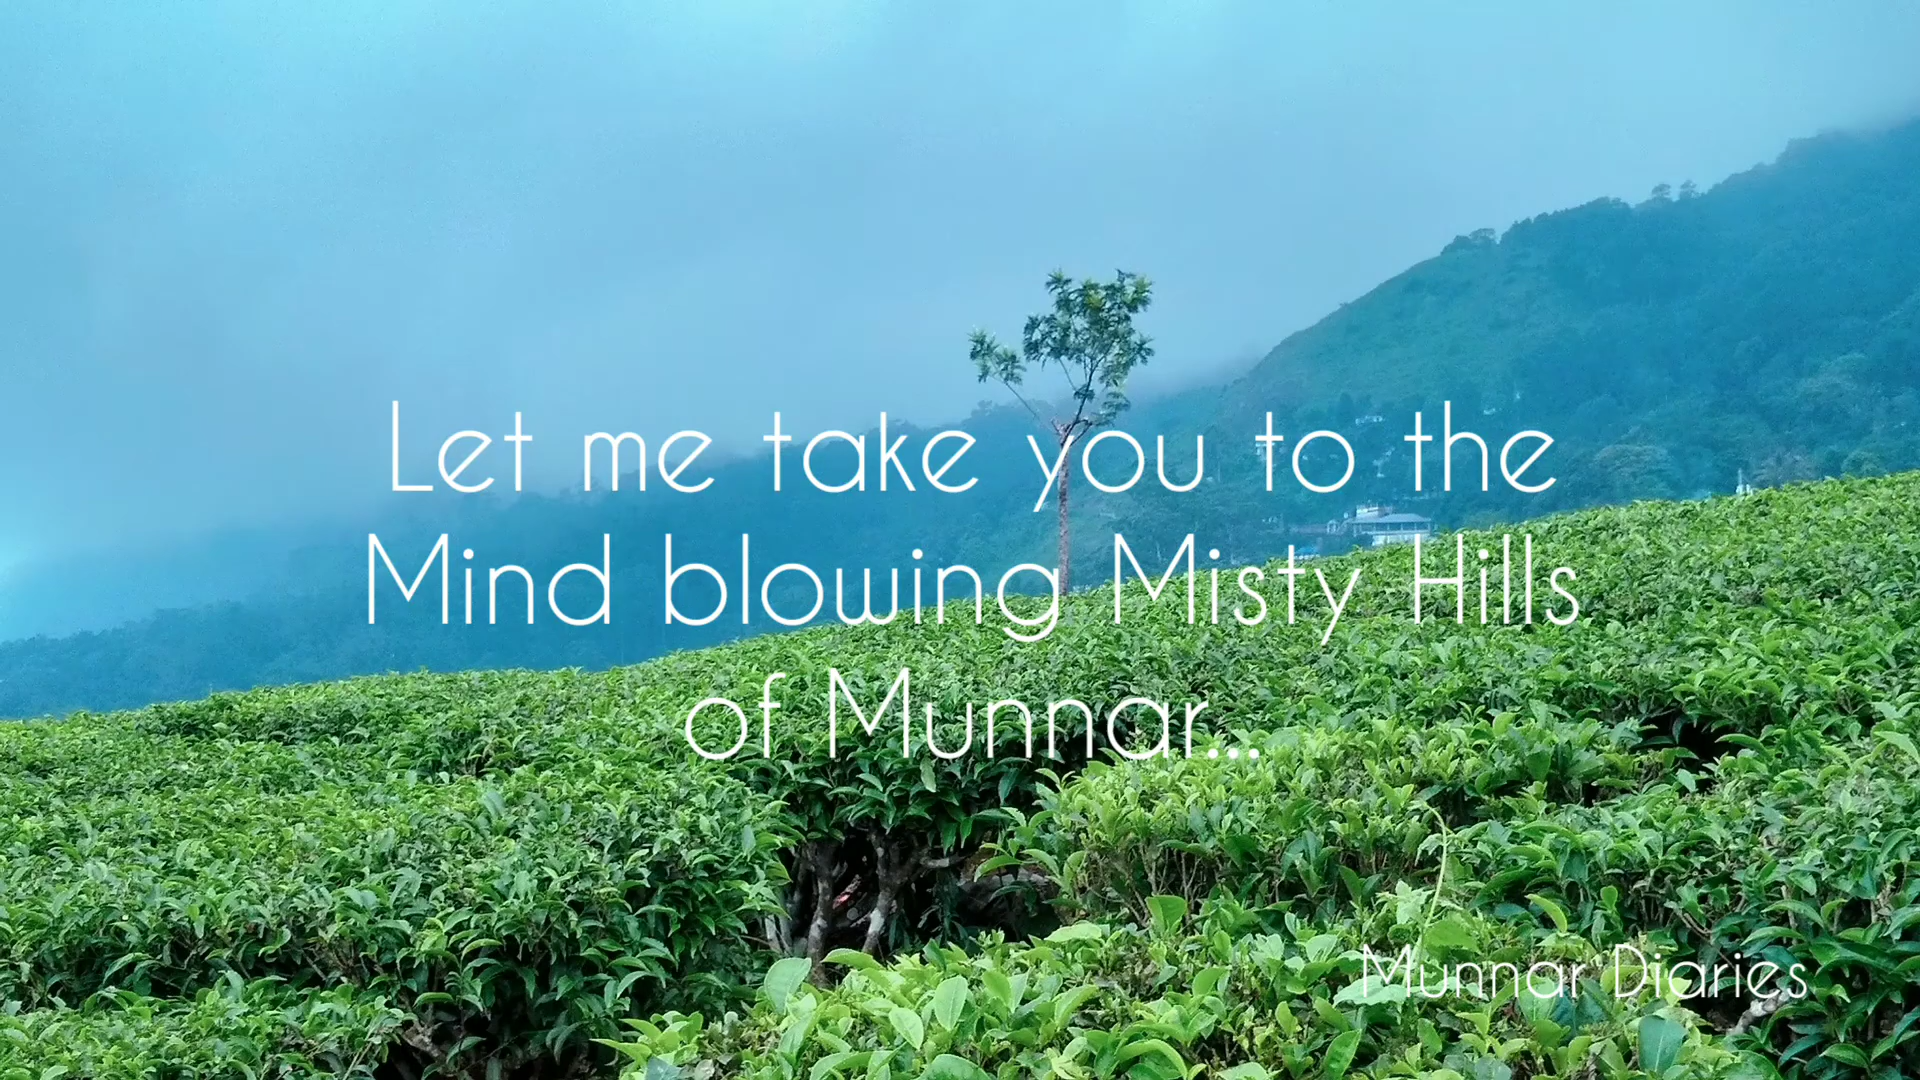 Let me take you to the
Mind blowing Misty Hills
of Munnar...
Munnar Diaries